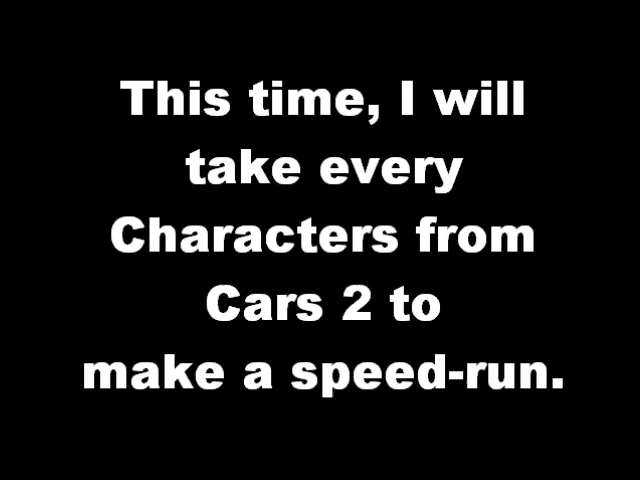 This time, I will
take every
Characters from
Cars 2 to
make a speed-run.